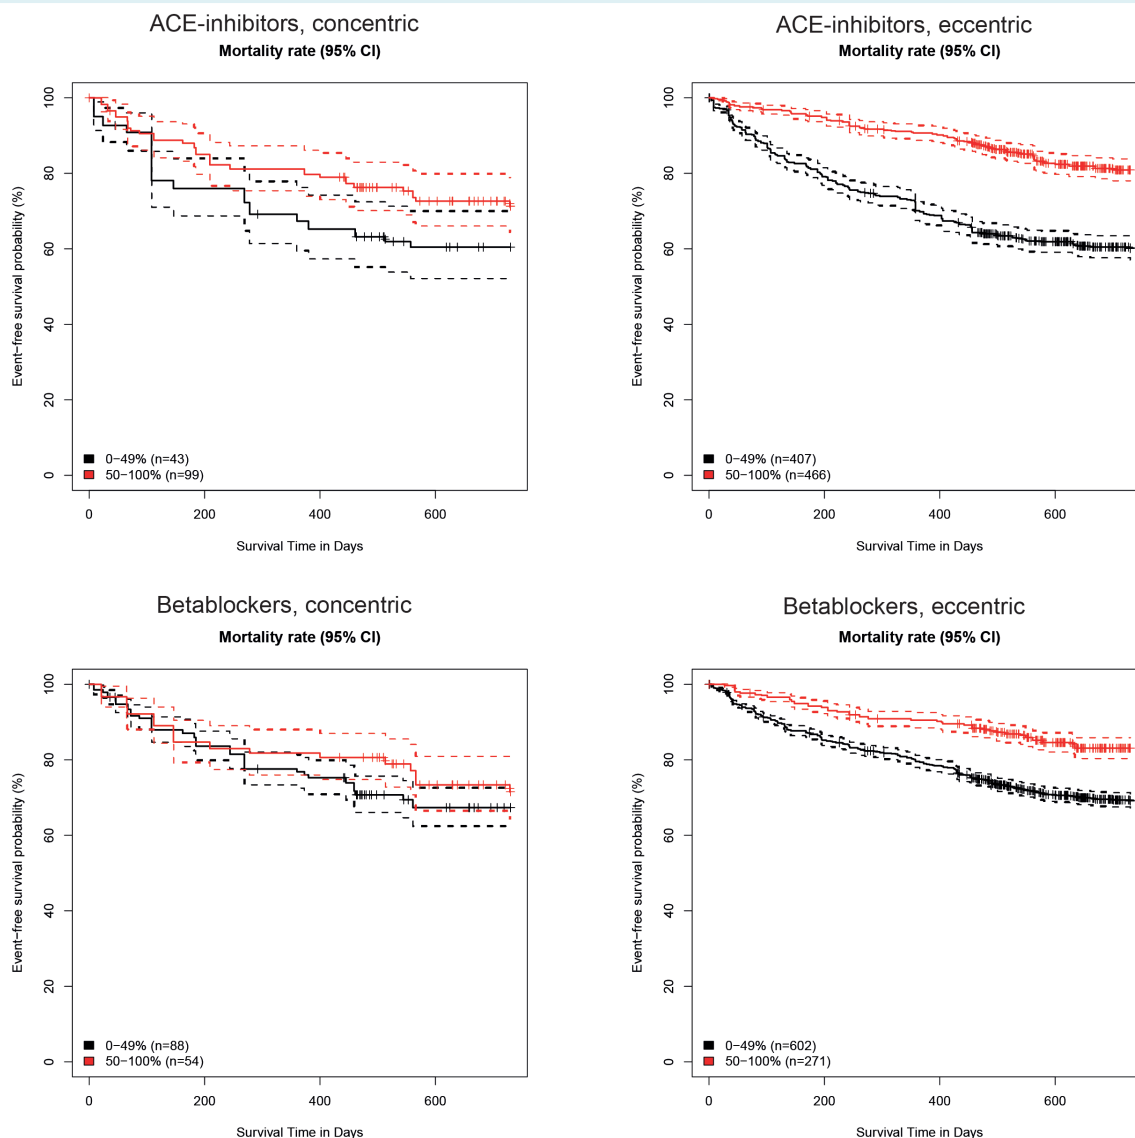 ACE-inhibitors, concentric
Mortality rate (95% CI)
Event−free survival probability (%)
100
80
60
40
20
0
0−49% (n=43)
50−100% (n=99)
0 200 400 600
Survival Time in Days
ACE-inhibitors, eccentric
Mortality rate (95% CI)
Event−free survival probability (%)
100
80
60
40
20
0
0−49% (n=407)
50−100% (n=466)
0 200 400 600
Survival Time in Days
Betablockers, concentric
Mortality rate (95% CI)
Event−free survival probability (%)
100
80
60
40
20
0
0−49% (n=88)
50−100% (n=54)
0 200 400 600
Survival Time in Days
Betablockers, eccentric
Mortality rate (95% CI)
Event−free survival probability (%)
100
80
60
40
20
0
0−49% (n=602)
50−100% (n=271)
0 200 400 600
Survival Time in Days